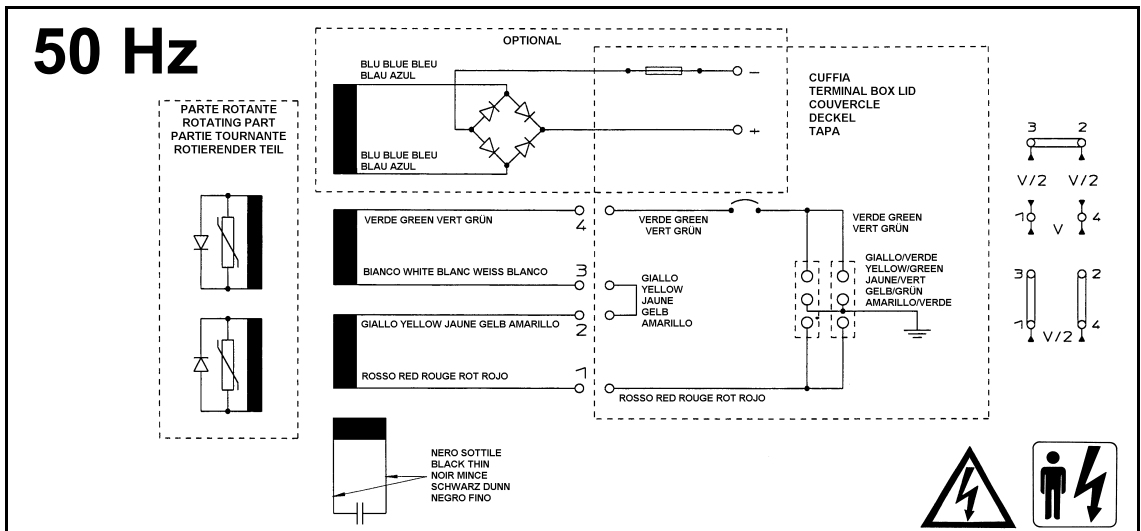 50 Hz
OPTIONAL
BLU BLUE BLEU
BLAU AZUL
BLU BLUE BLEU
BLAU AZUL
−
+
CUFFIA
TERMINAL BOX LID
COUVERCLE
DECKEL
TAPA
PARTE ROTANTE
ROTATING PART
PARTIE TOURNANTE
ROTIERENDER TEIL
VERDE GREEN VERT GRÜN
4
BIANCO WHITE BLANC WEISS BLANCO
3
GIALLO YELLOW JAUNE GELB AMARILLO
2
ROSSO RED ROUGE ROT ROJO
1
VERDE GREEN
VERT GRÜN
GIALLO
YELLOW
JAUNE
GELB
AMARILLO
ROSSO RED ROUGE ROT ROJO
VERDE GREEN
VERT GRÜN
GIALLO/VERDE
YELLOW/GREEN
JAUNE/VERT
GELB/GRÜN
AMARILLO/VERDE
3 2
V/2 V/2
1 4
V
3 2
1 4
V/2
NERO SOTTILE
BLACK THIN
NOIR MINCE
SCHWARZ DUNN
NEGRO FINO